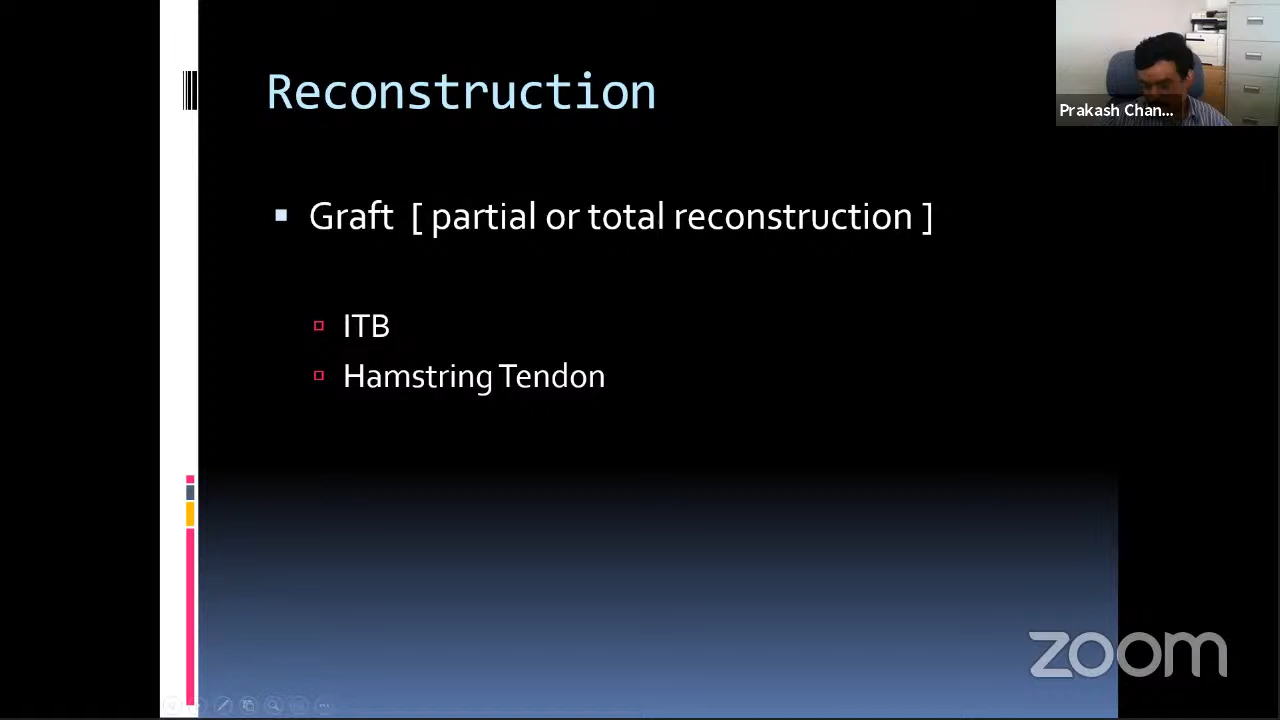 Reconstruction
Prakash Chan...
Graft [ partial or total reconstruction ]
ITB
Hamstring Tendon
zoom